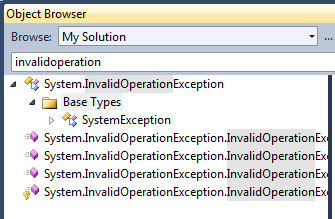 Object Browser
Browse: My Solution ...
invalidoperation
System.InvalidOperationException
Base Types
SystemException
System.InvalidOperationException.InvalidOperationExc
System.InvalidOperationException.InvalidOperationExc
System.InvalidOperationException.InvalidOperationExc
System.InvalidOperationException.InvalidOperationExc